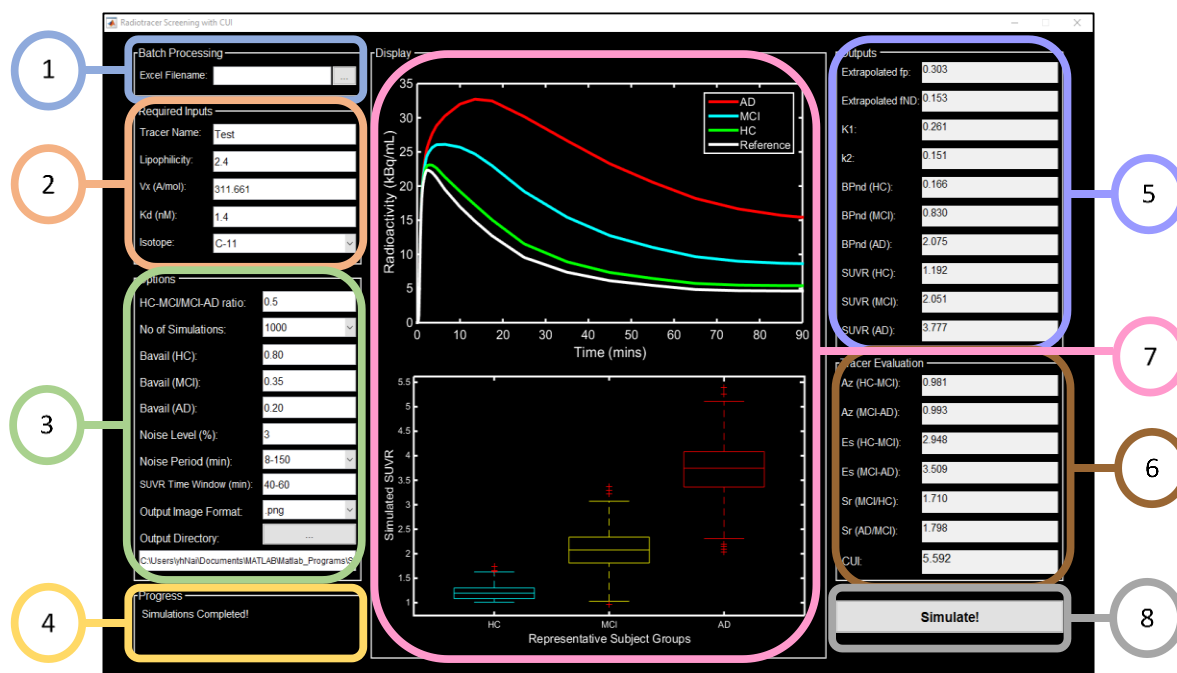 Radiotracer Screening with CUI
1
Batch Processing
Excel Filename:
...
2
Required Inputs
Tracer Name: Test
Lipophilicity: 2.4
Vx (A/mol): 311.661
Kd (nM): 1.4
Isotope: C-11
3
Options
HC-MCI/MCI-AD ratio: 0.5
No of Simulations: 1000
Bavail (HC): 0.80
Bavail (MCI): 0.35
Bavail (AD): 0.20
Noise Level (%): 3
Noise Period (min): 8-150
SUVR Time Window (min): 40-60
Output Image Format: .png
Output Directory: ...
C:\Users\yhNai\Documents\MATLAB\Matlab_Programs\S
4
Progress
Simulations Completed!
Display
35
30
25
20
15
10
5
0
Radioactivity (kBq/mL)
AD
MCI
HC
Reference
0 10 20 30 40 50 60 70 80 90
Time (mins)
5.5
5
4.5
4
3.5
3
2.5
2
1.5
1
Simulated SUVR
HC MCI AD
Representative Subject Groups
7
5
Outputs
Extrapolated fp: 0.303
Extrapolated fND: 0.153
K1: 0.261
k2: 0.151
BPnd (HC): 0.166
BPnd (MCI): 0.830
BPnd (AD): 2.075
SUVR (HC): 1.192
SUVR (MCI): 2.051
SUVR (AD): 3.777
6
Tracer Evaluation
Az (HC-MCI): 0.981
Az (MCI-AD): 0.993
Es (HC-MCI): 2.948
Es (MCI-AD): 3.509
Sr (MCI/HC): 1.710
Sr (AD/MCI): 1.798
CUI: 5.592
Simulate!
8